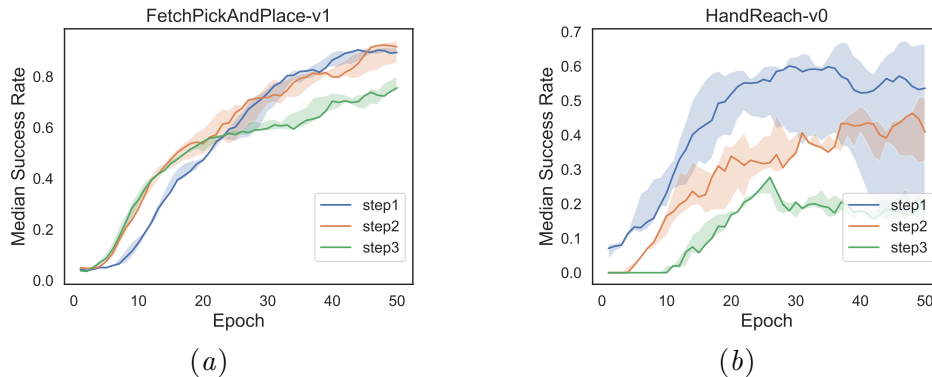 FetchPickAndPlace-v1
Median Success Rate
0.8
0.6
0.4
0.2
0.0
step1
step2
step3
0 10 20 30 40 50
Epoch
(a)
HandReach-v0
Median Success Rate
0.7
0.6
0.5
0.4
0.3
0.2
0.1
0.0
step1
step2
step3
0 10 20 30 40 50
Epoch
(b)